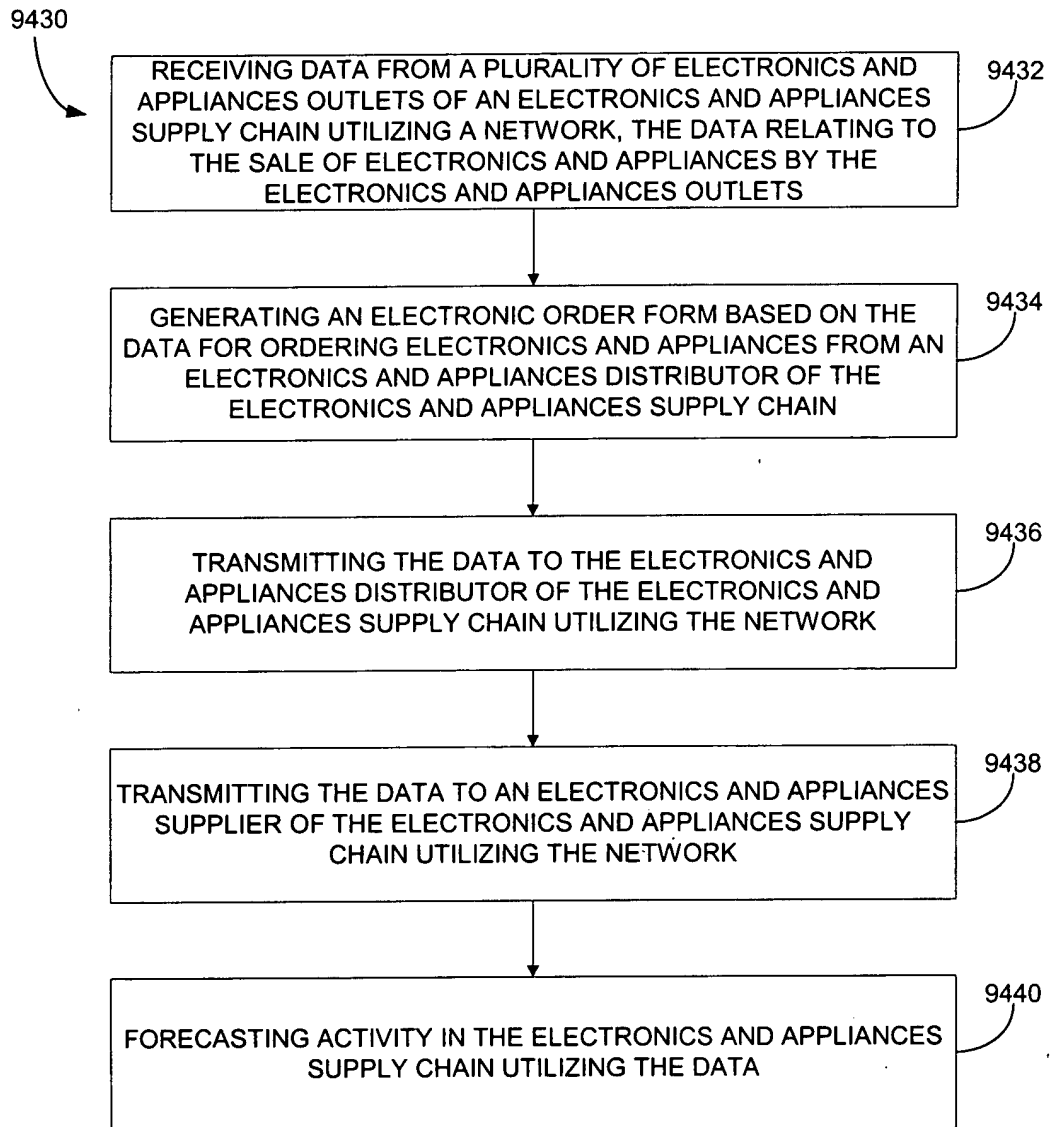 9430
RECEIVING DATA FROM A PLURALITY OF ELECTRONICS AND
APPLIANCES OUTLETS OF AN ELECTRONICS AND APPLIANCES
SUPPLY CHAIN UTILIZING A NETWORK, THE DATA RELATING TO
THE SALE OF ELECTRONICS AND APPLIANCES BY THE
ELECTRONICS AND APPLIANCES OUTLETS
9432
GENERATING AN ELECTRONIC ORDER FORM BASED ON THE
DATA FOR ORDERING ELECTRONICS AND APPLIANCES FROM AN
ELECTRONICS AND APPLIANCES DISTRIBUTOR OF THE
ELECTRONICS AND APPLIANCES SUPPLY CHAIN
9434
TRANSMITTING THE DATA TO THE ELECTRONICS AND
APPLIANCES DISTRIBUTOR OF THE ELECTRONICS AND
APPLIANCES SUPPLY CHAIN UTILIZING THE NETWORK
9436
TRANSMITTING THE DATA TO AN ELECTRONICS AND APPLIANCES
SUPPLIER OF THE ELECTRONICS AND APPLIANCES SUPPLY
CHAIN UTILIZING THE NETWORK
9438
FORECASTING ACTIVITY IN THE ELECTRONICS AND APPLIANCES
SUPPLY CHAIN UTILIZING THE DATA
9440